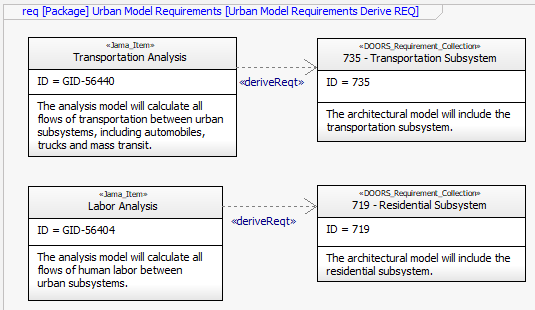 req [Package] Urban Model Requirements [Urban Model Requirements Derive REQ]
«Jama_Item»
Transportation Analysis
ID = GID-56440
The analysis model will calculate all
flows of transportation between urban
subsystems, including automobiles,
trucks and mass transit.
«deriveReqt»
«DOORS_Requirement_Collection»
735 - Transportation Subsystem
ID = 735
The architectural model will include the
transportation subsystem.
«Jama_Item»
Labor Analysis
ID = GID-56404
The analysis model will calculate all
flows of human labor between
urban subsystems.
«deriveReqt»
«DOORS_Requirement_Collection»
719 - Residential Subsystem
ID = 719
The architectural model will include the
residential subsystem.